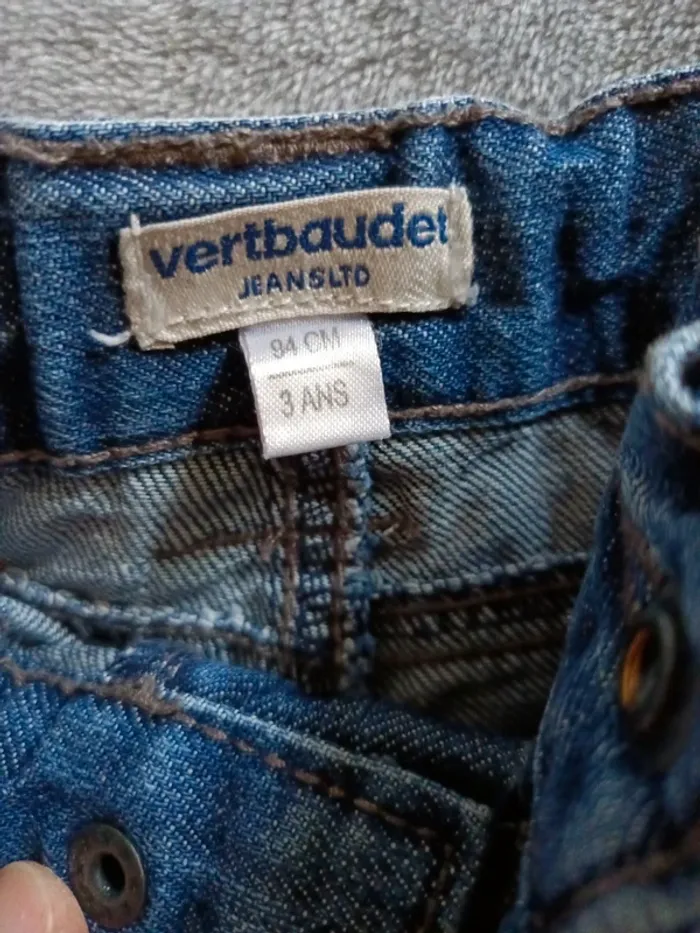 vertbaudet
JEANSLTD
94 CM
3 ANS